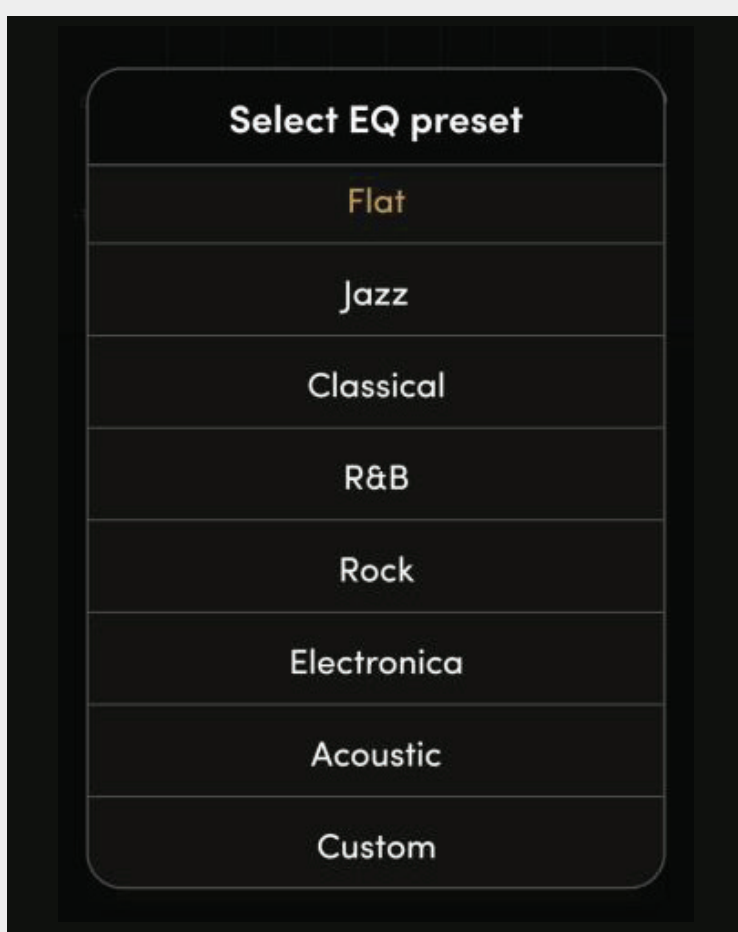 Select EQ preset
Flat
Jazz
Classical
R&B
Rock
Electronica
Acoustic
Custom